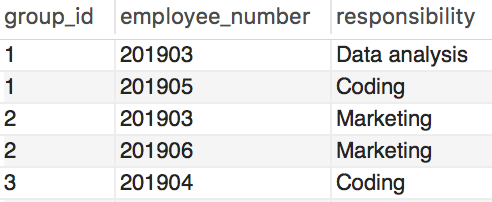 group_id employee_number responsibility
1 201903 Data analysis
1 201905 Coding
2 201903 Marketing
2 201906 Marketing
3 201904 Coding